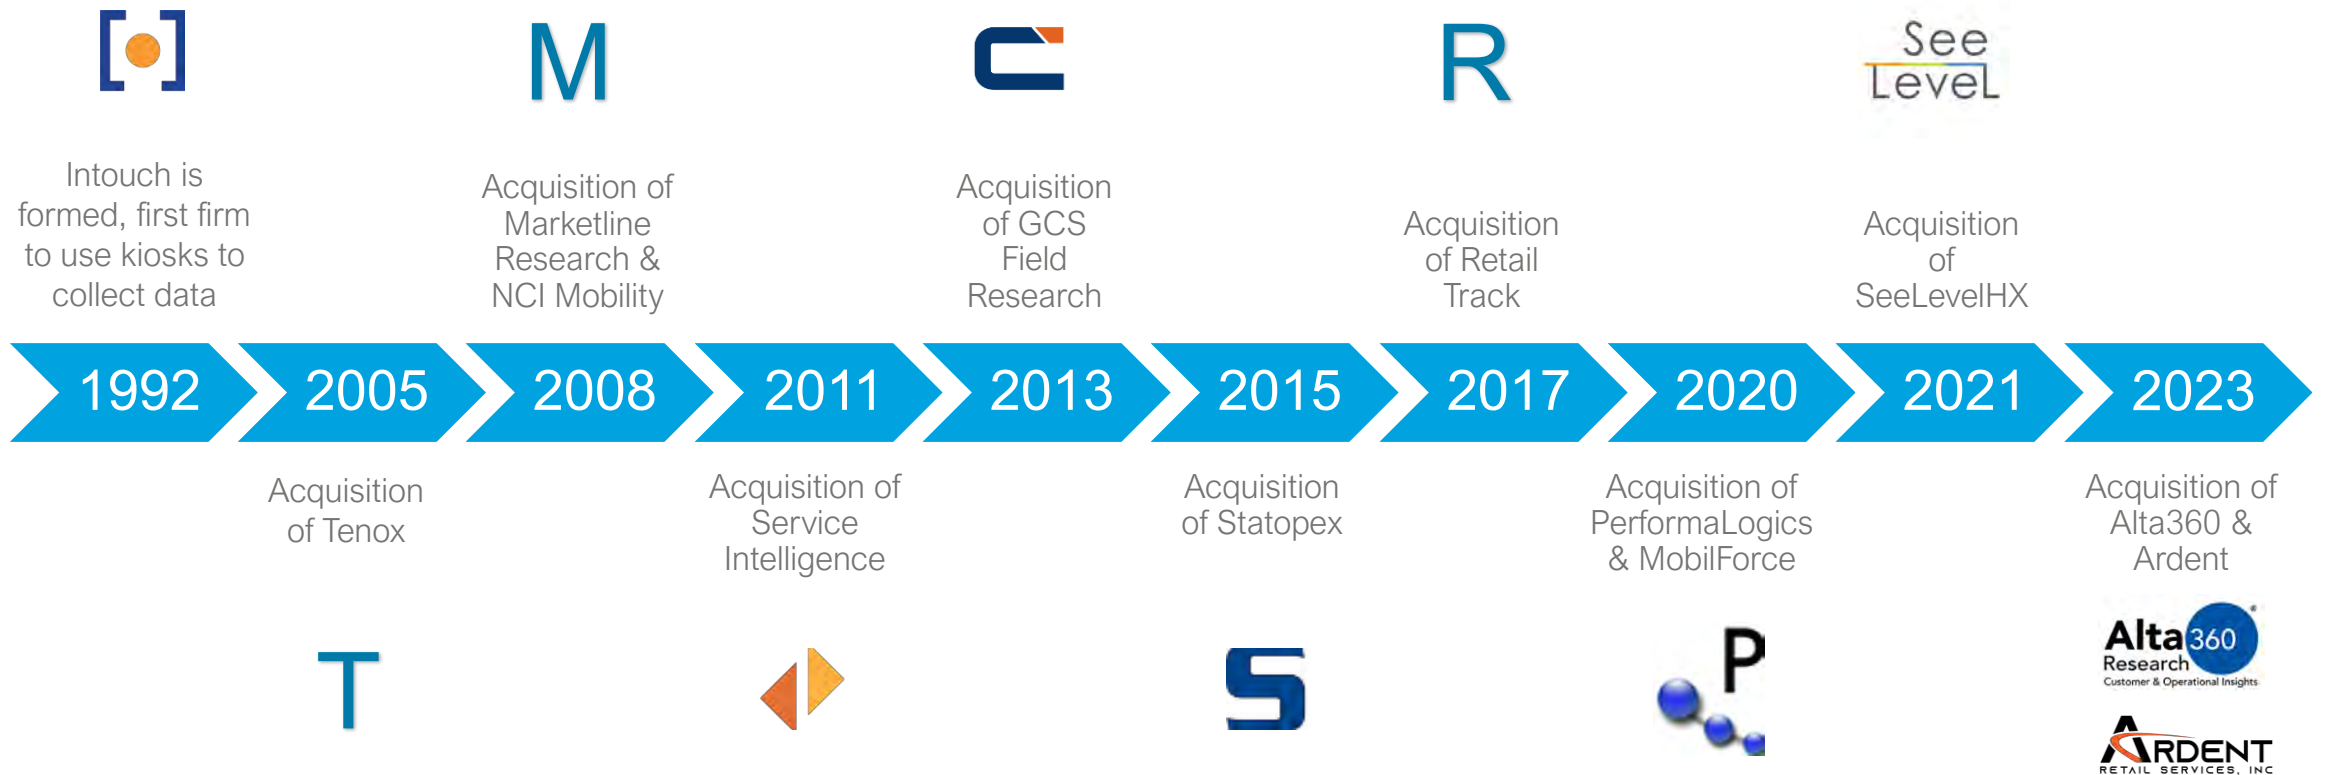 M
R
See
LeveL
Intouch is
formed, first firm
to use kiosks to
collect data
Acquisition of
Marketline
Research &
NCI Mobility
Acquisition
of GCS
Field
Research
Acquisition
of Retail
Track
Acquisition
of
SeeLevelHX
1992
2005
2008
2011
2013
2015
2017
2020
2021
2023
Acquisition
of Tenox
Acquisition of
Service
Intelligence
Acquisition
of Statopex
Acquisition of
PerformaLogics
& MobilForce
Acquisition of
Alta360 &
Ardent
T
S
P
Alta360®
Research
Customer & Operational Insights
ARDENT
RETAIL SERVICES, INC